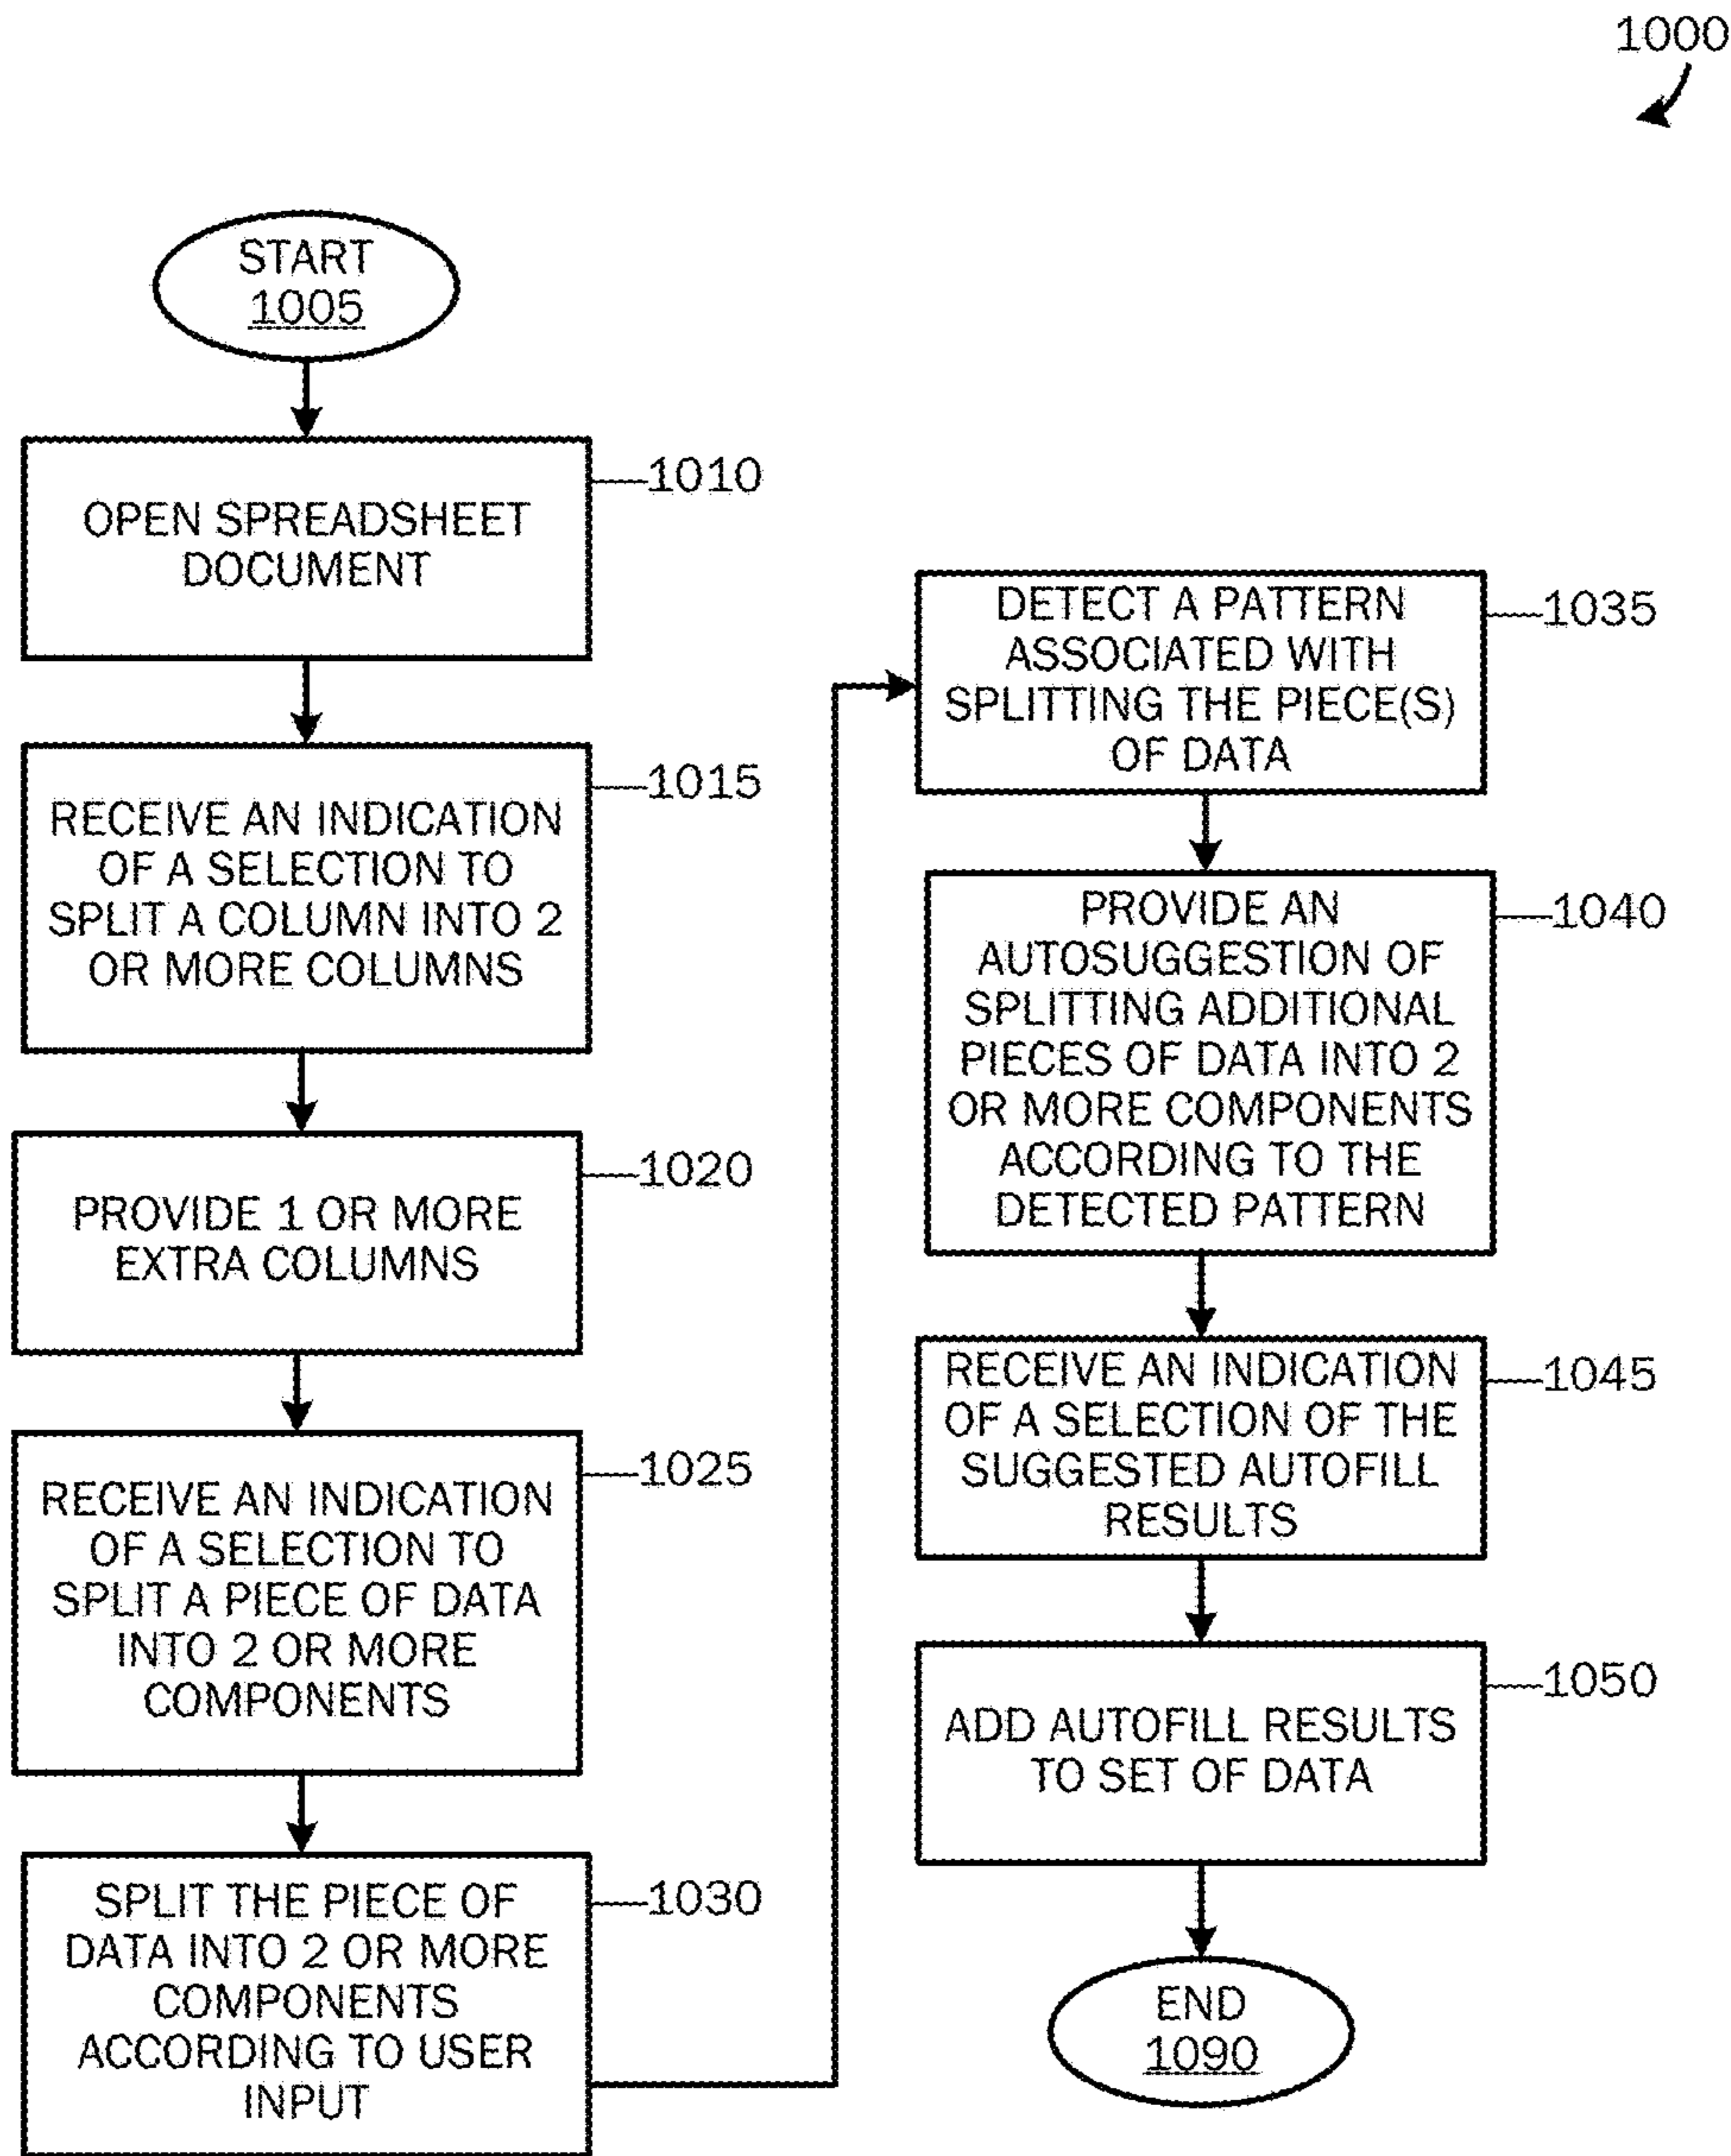 1000
START
1005
OPEN SPREADSHEET
DOCUMENT
1010
RECEIVE AN INDICATION
OF A SELECTION TO
SPLIT A COLUMN INTO 2
OR MORE COLUMNS
1015
PROVIDE 1 OR MORE
EXTRA COLUMNS
1020
RECEIVE AN INDICATION
OF A SELECTION TO
SPLIT A PIECE OF DATA
INTO 2 OR MORE
COMPONENTS
1025
SPLIT THE PIECE OF
DATA INTO 2 OR MORE
COMPONENTS
ACCORDING TO USER
INPUT
1030
DETECT A PATTERN
ASSOCIATED WITH
SPLITTING THE PIECE(S)
OF DATA
1035
PROVIDE AN
AUTOSUGGESTION OF
SPLITTING ADDITIONAL
PIECES OF DATA INTO 2
OR MORE COMPONENTS
ACCORDING TO THE
DETECTED PATTERN
1040
RECEIVE AN INDICATION
OF A SELECTION OF THE
SUGGESTED AUTOFILL
RESULTS
1045
ADD AUTOFILL RESULTS
TO SET OF DATA
1050
END
1090